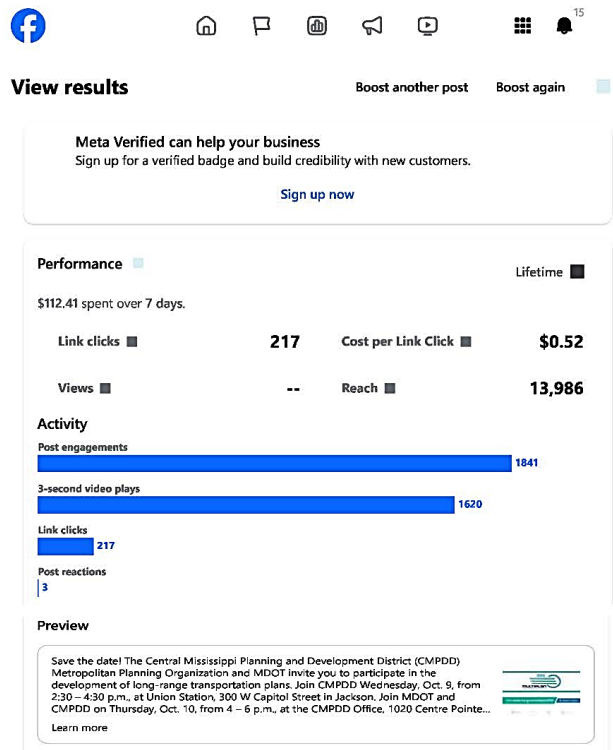 15
View results
Boost another post
Boost again
Meta Verified can help your business
Sign up for a verified badge and build credibility with new customers.
Sign up now
Performance
Lifetime
$112.41 spent over 7 days.
Link clicks 217 Cost per Link Click $0.52
Views -- Reach 13,986
Activity
Post engagements
1841
3-second video plays
1620
Link clicks
217
Post reactions
3
Preview
Save the date! The Central Mississippi Planning and Development District (CMPDD)
Metropolitan Planning Organization and MDOT invite you to participate in the
development of long-range transportation plans. Join CMPDD Wednesday, Oct. 9, from
2:30 – 4:30 p.m., at Union Station, 300 W Capitol Street in Jackson. Join MDOT and
CMPDD on Thursday, Oct. 10, from 4 – 6 p.m., at the CMPDD Office, 1020 Centre Pointe...
Learn more